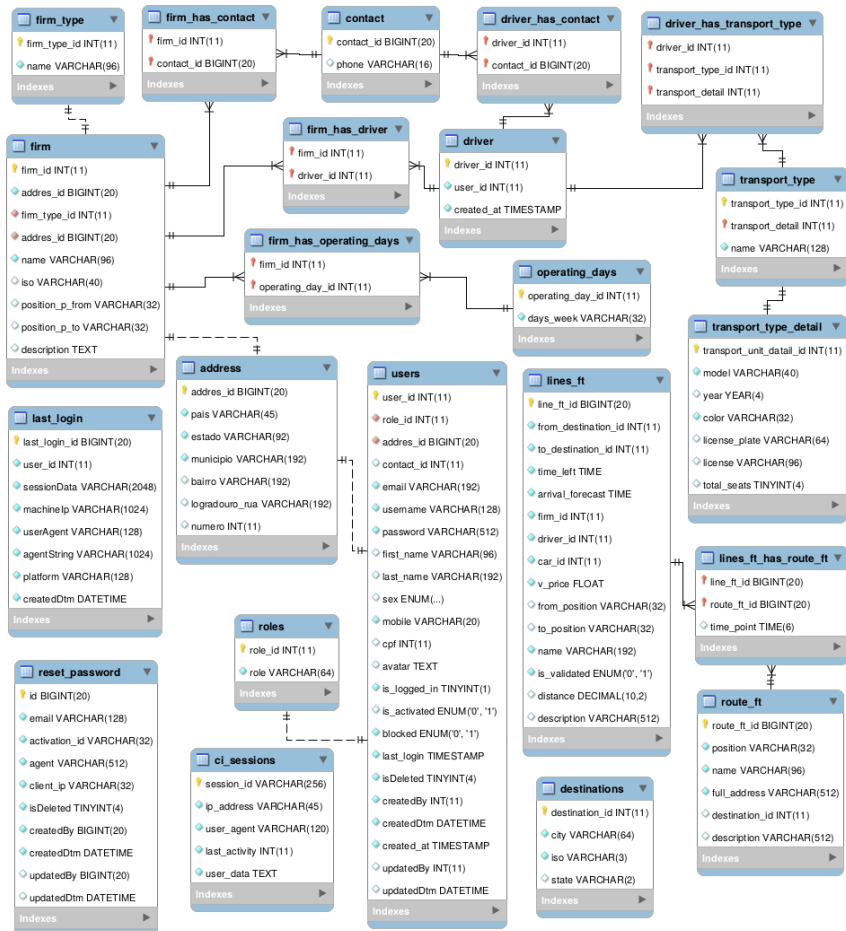 firm_type
firm_type_id INT(11)
name VARCHAR(96)
Indexes
firm_has_contact
firm_id INT(11)
contact_id BIGINT(20)
Indexes
contact
contact_id BIGINT(20)
phone VARCHAR(16)
Indexes
driver_has_contact
driver_id INT(11)
contact_id BIGINT(20)
Indexes
driver_has_transport_type
driver_id INT(11)
transport_type_id INT(11)
transport_detail INT(11)
Indexes
firm
firm_id INT(11)
addres_id BIGINT(20)
firm_type_id INT(11)
addres_id BIGINT(20)
name VARCHAR(96)
iso VARCHAR(40)
position_p_from VARCHAR(32)
position_p_to VARCHAR(32)
description TEXT
Indexes
firm_has_driver
firm_id INT(11)
driver_id INT(11)
Indexes
driver
driver_id INT(11)
user_id INT(11)
created_at TIMESTAMP
Indexes
transport_type
transport_type_id INT(11)
transport_detail INT(11)
name VARCHAR(128)
Indexes
firm_has_operating_days
firm_id INT(11)
operating_day_id INT(11)
Indexes
operating_days
operating_day_id INT(11)
days_week VARCHAR(32)
Indexes
transport_type_detail
transport_unit_datail_id INT(11)
model VARCHAR(40)
year YEAR(4)
color VARCHAR(32)
license_plate VARCHAR(64)
license VARCHAR(96)
total_seats TINYINT(4)
Indexes
address
addres_id BIGINT(20)
pais VARCHAR(45)
estado VARCHAR(92)
municipio VARCHAR(192)
bairro VARCHAR(192)
logradouro_rua VARCHAR(192)
numero INT(11)
Indexes
users
user_id INT(11)
role_id INT(11)
addres_id BIGINT(20)
contact_id INT(11)
email VARCHAR(192)
username VARCHAR(128)
password VARCHAR(512)
first_name VARCHAR(96)
last_name VARCHAR(192)
sex ENUM(...)
mobile VARCHAR(20)
cpf INT(11)
avatar TEXT
is_logged_in TINYINT(1)
is_activated ENUM('0', '1')
blocked ENUM('0', '1')
last_login TIMESTAMP
isDeleted TINYINT(4)
createdBy INT(11)
createdDtm DATETIME
created_at TIMESTAMP
updatedBy INT(11)
updatedDtm DATETIME
Indexes
lines_ft
line_ft_id BIGINT(20)
from_destination_id INT(11)
to_destination_id INT(11)
time_left TIME
arrival_forecast TIME
firm_id INT(11)
driver_id INT(11)
car_id INT(11)
v_price FLOAT
from_position VARCHAR(32)
to_position VARCHAR(32)
name VARCHAR(192)
is_validated ENUM('0', '1')
distance DECIMAL(10,2)
description VARCHAR(512)
Indexes
last_login
last_login_id BIGINT(20)
user_id INT(11)
sessionData VARCHAR(2048)
machineIp VARCHAR(1024)
userAgent VARCHAR(128)
agentString VARCHAR(1024)
platform VARCHAR(128)
createdDtm DATETIME
Indexes
lines_ft_has_route_ft
line_ft_id BIGINT(20)
route_ft_id BIGINT(20)
time_point TIME(6)
Indexes
roles
role_id INT(11)
role VARCHAR(64)
Indexes
reset_password
id BIGINT(20)
email VARCHAR(128)
activation_id VARCHAR(32)
agent VARCHAR(512)
client_ip VARCHAR(32)
isDeleted TINYINT(4)
createdBy BIGINT(20)
createdDtm DATETIME
updatedBy BIGINT(20)
updatedDtm DATETIME
Indexes
ci_sessions
session_id VARCHAR(256)
ip_address VARCHAR(45)
user_agent VARCHAR(120)
last_activity INT(11)
user_data TEXT
Indexes
destinations
destination_id INT(11)
city VARCHAR(64)
iso VARCHAR(3)
state VARCHAR(2)
Indexes
route_ft
route_ft_id BIGINT(20)
position VARCHAR(32)
name VARCHAR(96)
full_address VARCHAR(512)
destination_id INT(11)
description VARCHAR(512)
Indexes